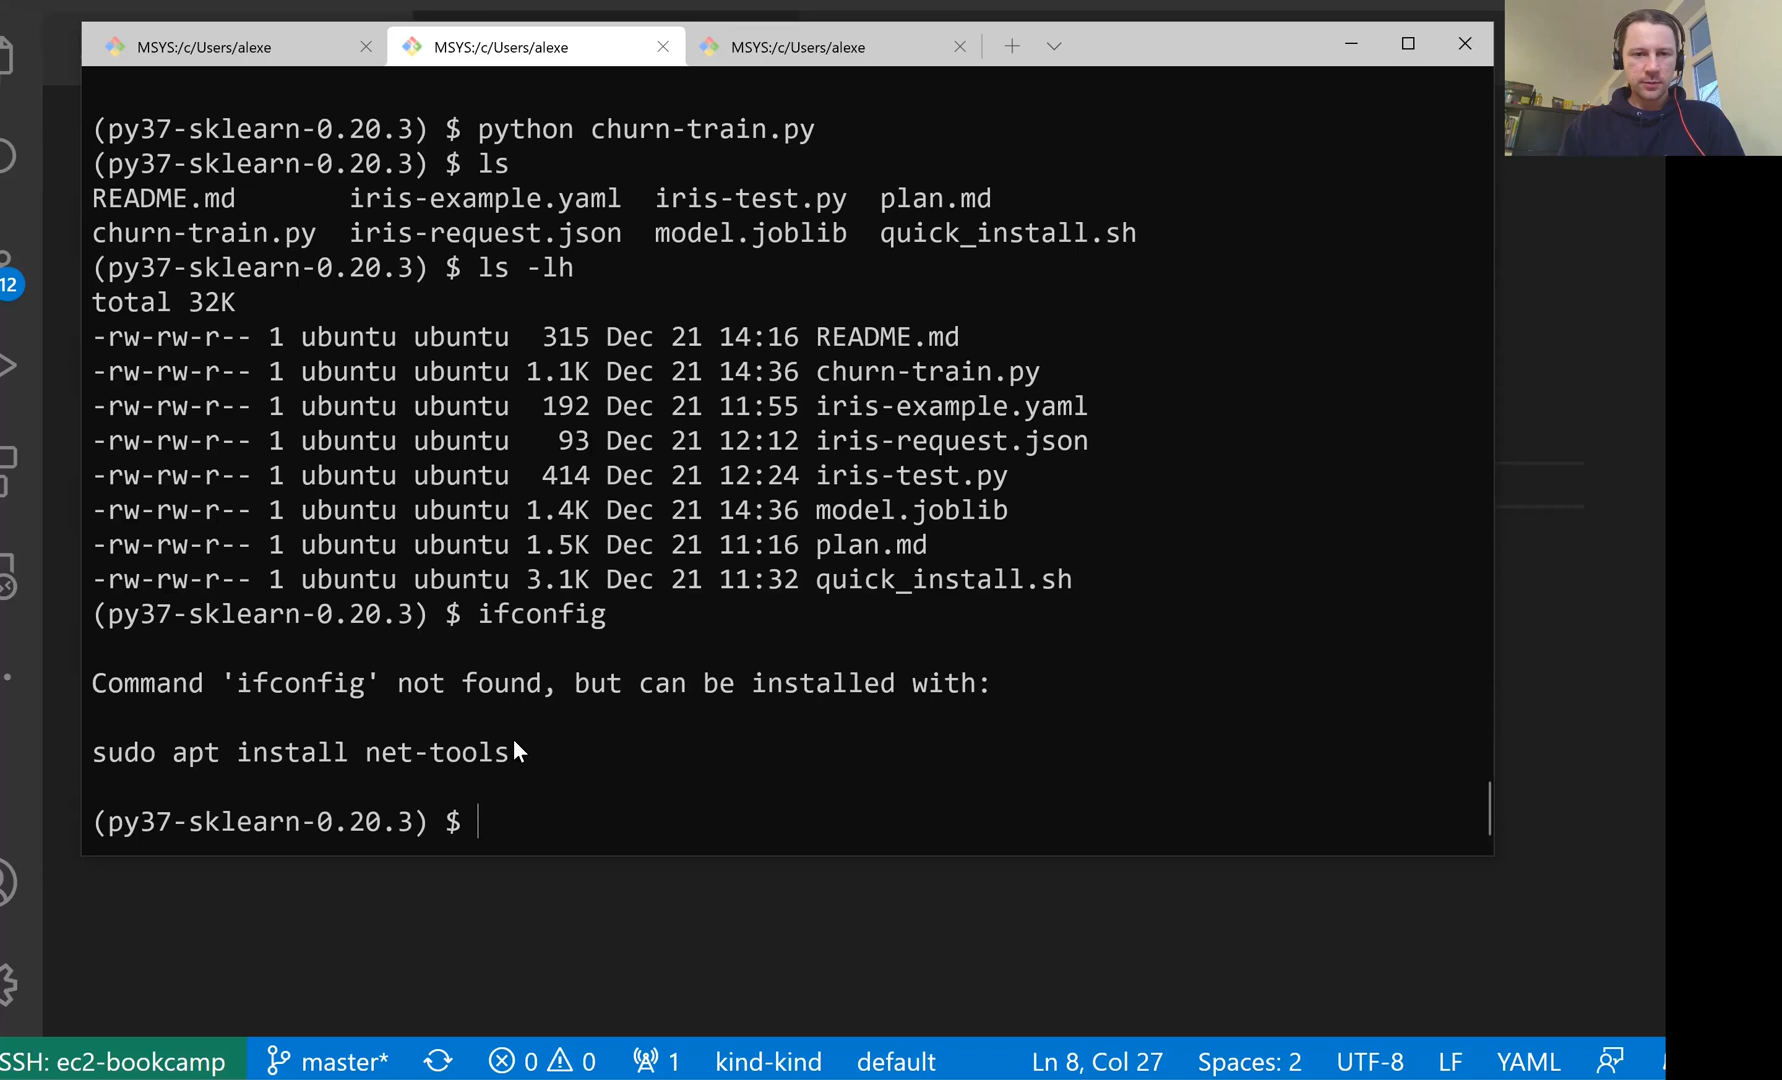 MSYS:/c/Users/alexe
MSYS:/c/Users/alexe
MSYS:/c/Users/alexe
(py37-sklearn-0.20.3) $ python churn-train.py
(py37-sklearn-0.20.3) $ ls
README.md iris-example.yaml iris-test.py plan.md
churn-train.py iris-request.json model.joblib quick_install.sh
(py37-sklearn-0.20.3) $ ls -lh
total 32K
-rw-rw-r-- 1 ubuntu ubuntu 315 Dec 21 14:16 README.md
-rw-rw-r-- 1 ubuntu ubuntu 1.1K Dec 21 14:36 churn-train.py
-rw-rw-r-- 1 ubuntu ubuntu 192 Dec 21 11:55 iris-example.yaml
-rw-rw-r-- 1 ubuntu ubuntu 93 Dec 21 12:12 iris-request.json
-rw-rw-r-- 1 ubuntu ubuntu 414 Dec 21 12:24 iris-test.py
-rw-rw-r-- 1 ubuntu ubuntu 1.4K Dec 21 14:36 model.joblib
-rw-rw-r-- 1 ubuntu ubuntu 1.5K Dec 21 11:16 plan.md
-rw-rw-r-- 1 ubuntu ubuntu 3.1K Dec 21 11:32 quick_install.sh
(py37-sklearn-0.20.3) $ ifconfig
Command 'ifconfig' not found, but can be installed with:
sudo apt install net-tools
(py37-sklearn-0.20.3) $
12
SSH: ec2-bookcamp master* 0 0 1 kind-kind default Ln 8, Col 27 Spaces: 2 UTF-8 LF YAML